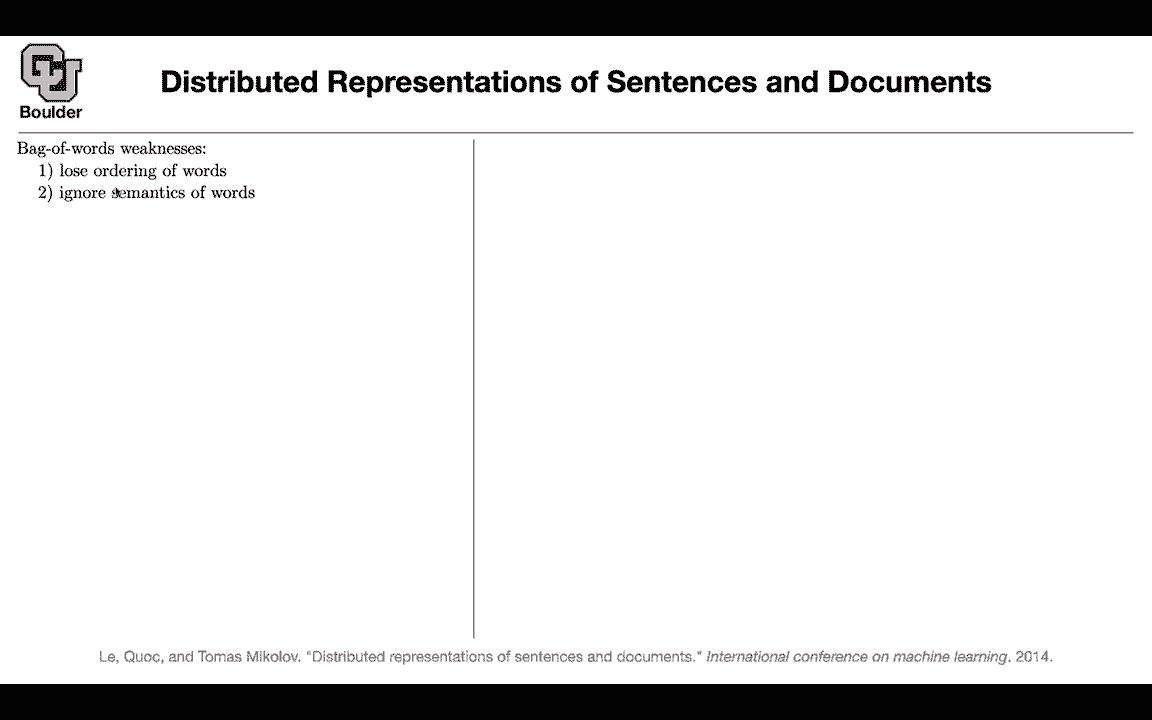 CU
Boulder
Distributed Representations of Sentences and Documents
Bag-of-words weaknesses:
1) lose ordering of words
2) ignore semantics of words
Le, Quoc, and Tomas Mikolov. "Distributed representations of sentences and documents." International conference on machine learning. 2014.